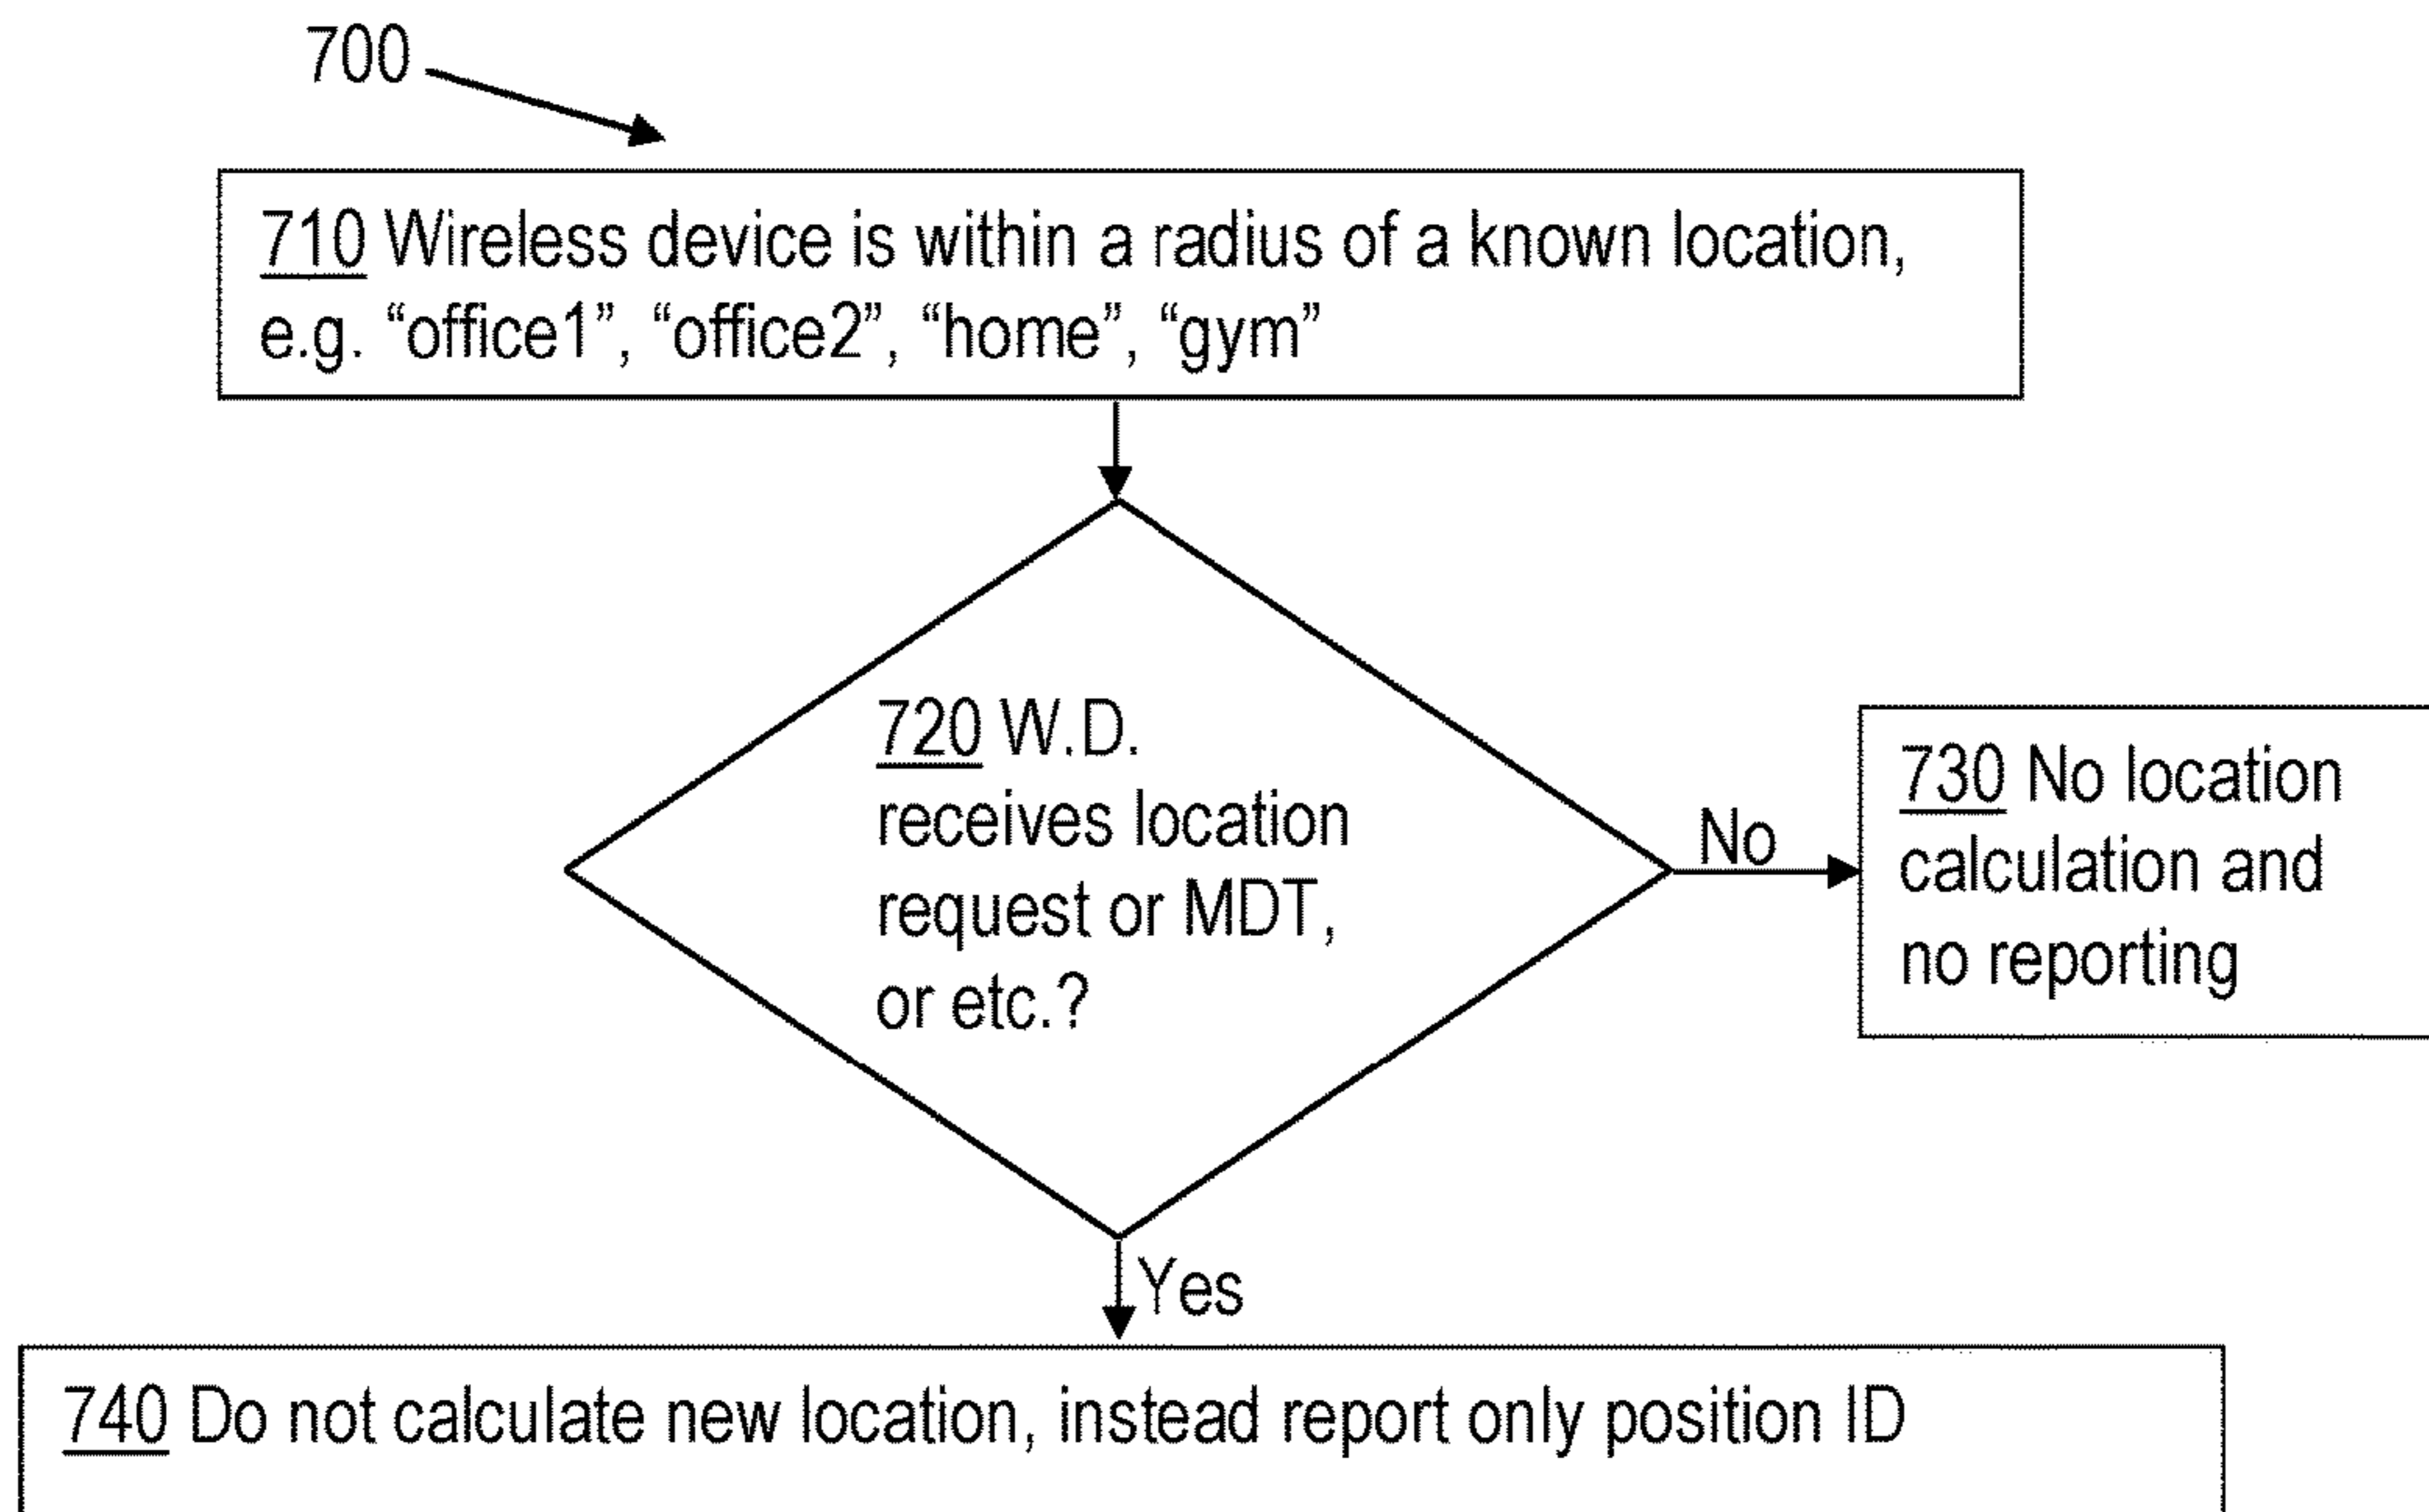 700
710 Wireless device is within a radius of a known location,
e.g. “office1”, “office2”, “home”, “gym”
720 W.D.
receives location
request or MDT,
or etc.?
No
730 No location
calculation and
no reporting
Yes
740 Do not calculate new location, instead report only position ID